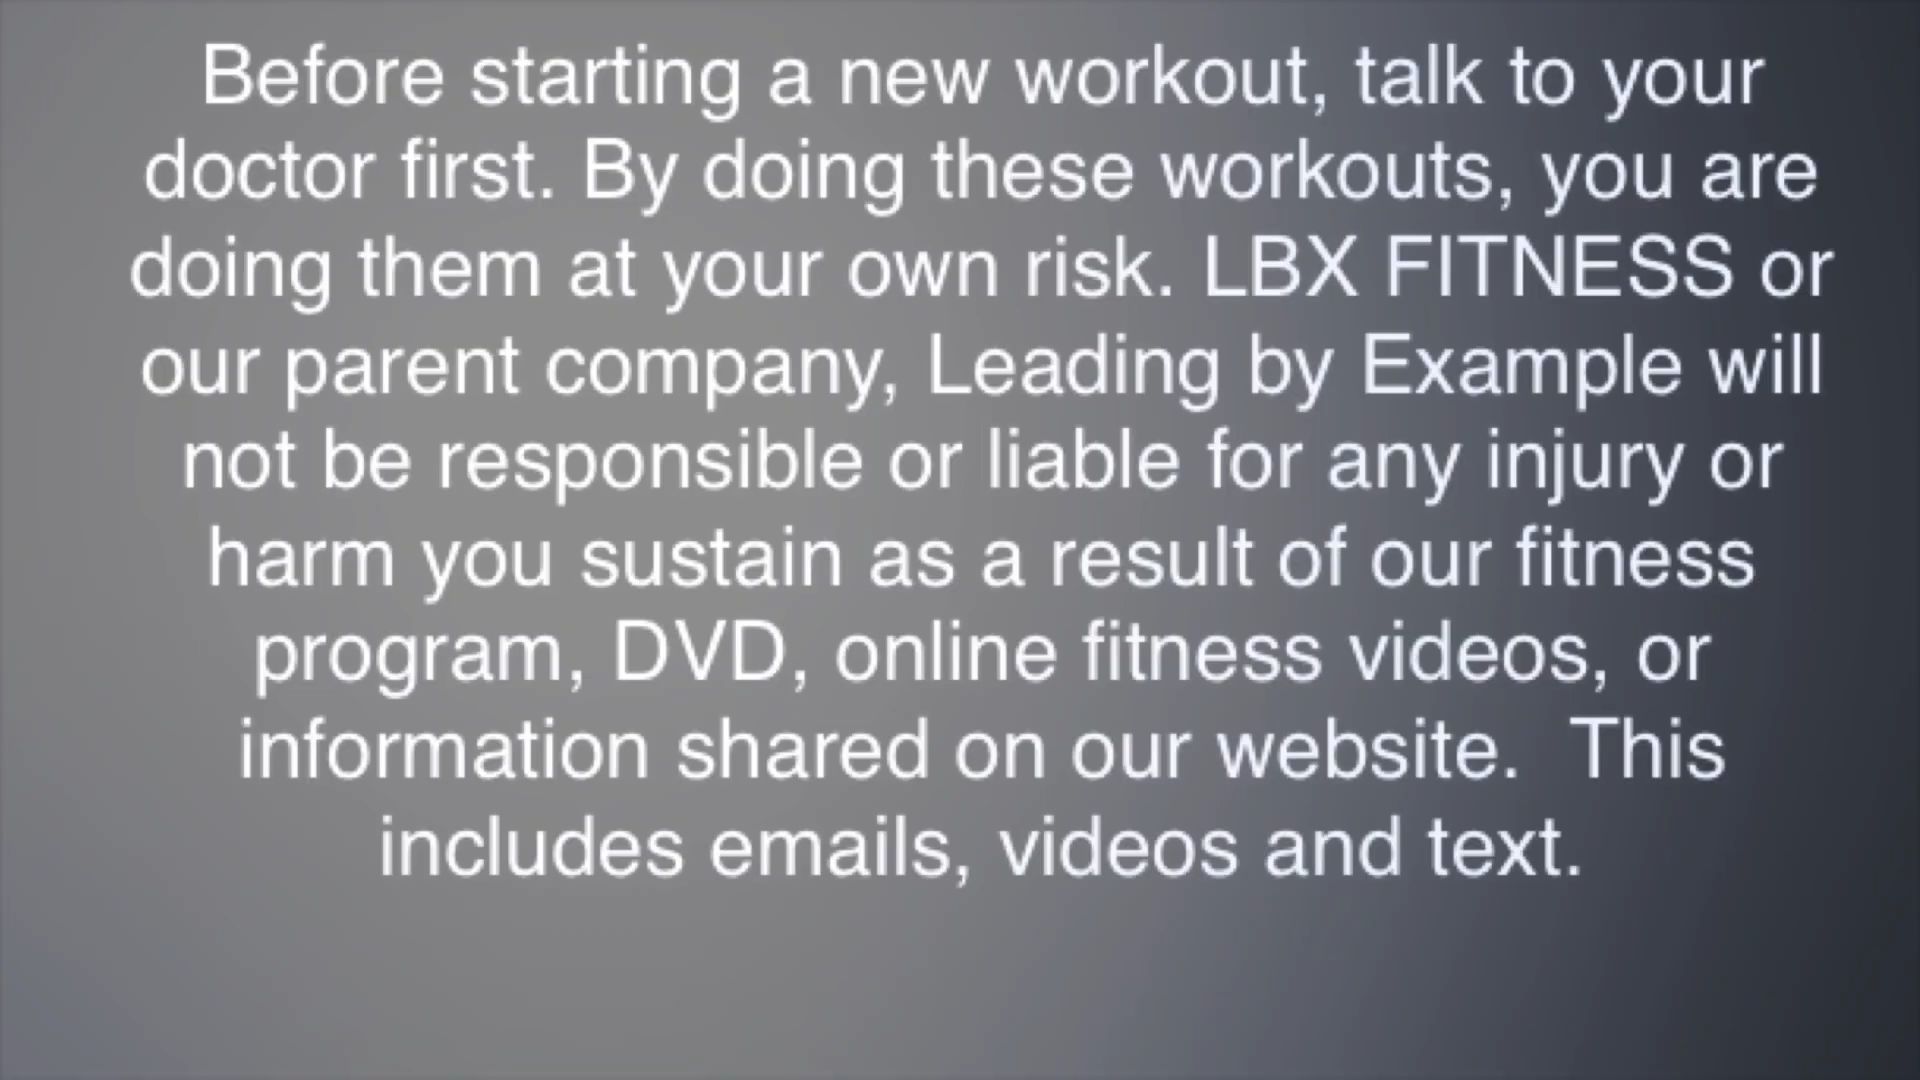 Before starting a new workout, talk to your
doctor first. By doing these workouts, you are
doing them at your own risk. LBX FITNESS or
our parent company, Leading by Example will
not be responsible or liable for any injury or
harm you sustain as a result of our fitness
program, DVD, online fitness videos, or
information shared on our website.  This
includes emails, videos and text.